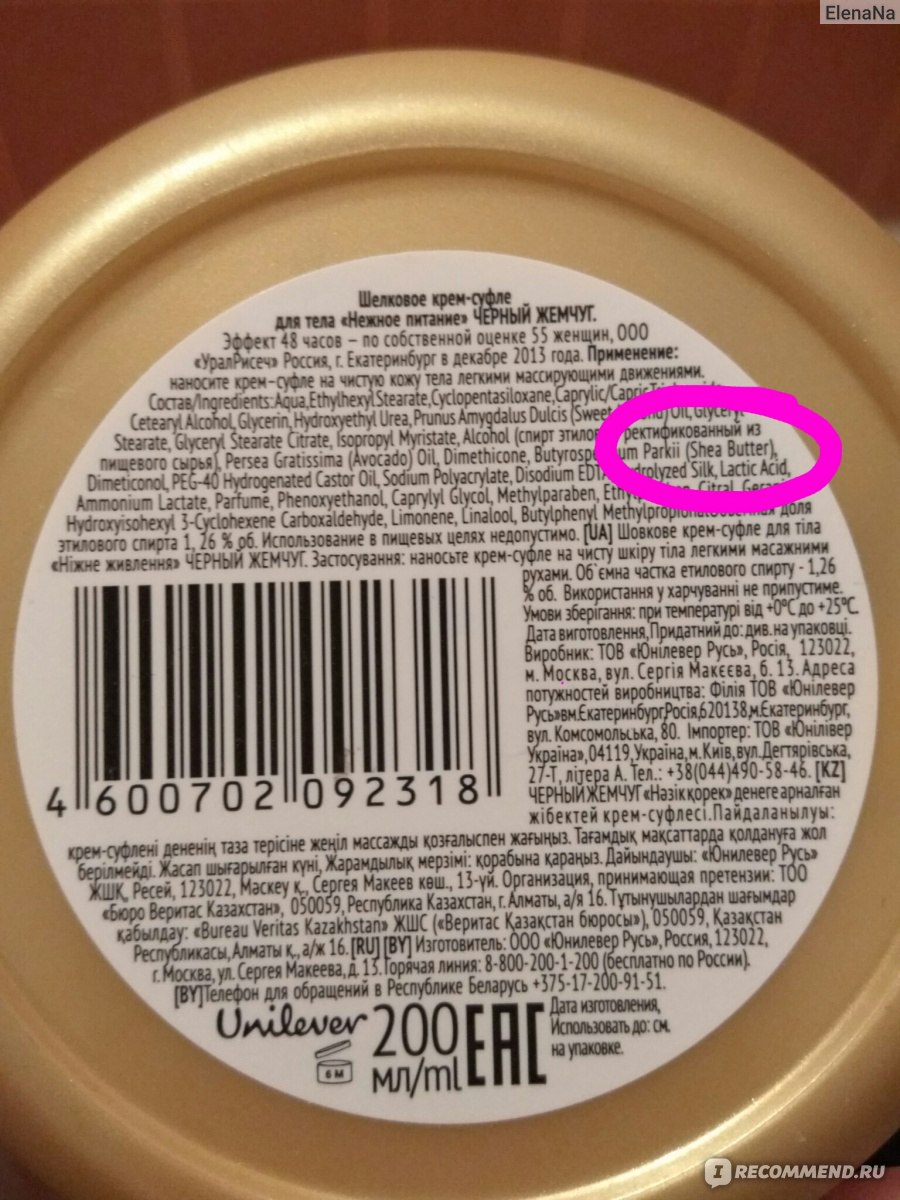 ElenaNa
Шелковое крем-суфле
для тела «Нежное питание» ЧЕРНЫЙ ЖЕМЧУГ.
Эффект 48 часов – по собственной оценке 55 женщин, ООО
«УралРисеч» Россия, г. Екатеринбург в декабре 2013 года. Применение:
наносите крем-суфле на чистую кожу тела легкими массирующими движениями.
Состав/Ingredients:Aqua,Ethylhexyl Stearate,Cyclopentasiloxane,Caprylic/Capric
Cetearyl Alcohol, Glycerin, Hydroxyethyl Urea, Prunus Amygdalus Dulcis (Sweet Oil, Glyceryl
Stearate, Glyceryl Stearate Citrate, Isopropyl Myristate, Alcohol (спирт этиловый ректификованный из
пищевого сырья), Persea Gratissima (Avocado) Oil, Dimethicone, Parkii (Shea Butter),
Dimeticonol, PEG-40 Hydrogenated Castor Oil, Sodium Polyacrylate, Disodium Silk, Lactic Acid,
Ammonium Lactate, Parfume, Phenoxyethanol, Caprylyl Glycol, Methylparaben, Citral,
Hydroxyisohexyl 3-Cyclohexene Carboxaldehyde, Limonene, Linalool, Butylphenyl доля
этилового спирта 1, 26 % об. Использование в пищевых целях недопустимо. [UA] Шовкове крем-суфле для тіла
«Ніжне живлення» ЧЕРНЫЙ ЖЕМЧУГ. Застосування: наносьте крем-суфле на чисту шкіру тіла легкими масажними
рухами. Об`ємна частка етилового спирту - 1,26
% об. Використання у харчуванні не припустиме.
Умови зберігання: при температурі від +0°C до +25°C.
Дата виготовлення,Придатний до: див. на упаковці.
Виробник: ТОВ «Юнілевер Русь», Росія, 123022,
м. Москва, вул. Сергія Макєєва, б. 13. Адреса
потужностей виробництва: Філія ТОВ «Юнілевер
Русь»вм.Екатеринбург,Росія,620138,м.Екатеринбург,
вул. Комсомольська, 80. Імпортер: ТОВ «Юнілівер
Україна»,04119,Україна,м.Київ,вул.Дегтярівська,
27-Т, літера А. Тел.: +38(044)490-58-46. [KZ]
ЧЕРНЫЙ ЖЕМЧУГ «Назік қорек» денеге арналған
жібектей крем-суфлесі.Пайдаланылуы:
4 600702 092318
крем-суфлені дененің таза терісіне жеңіл массажды қозғалыспен жағыңыз. Тағамдық мақсаттарда қолдануға жол
берілмейді. Жасап шығарылған күні, Жарамдылық мерзімі: қорабына қараңыз. Дайындаушы: «Юнилевер Русь»
ЖШҚ, Ресей, 123022, Маскеу қ., Сергея Макеев көш., 13-үй. Организация, принимающая претензии: ТОО
«Бюро Веритас Казахстан», 050059, Республика Казахстан, г.Алматы, а/я 16. Тұтынушылардан шағымдар
қабылдау: «Bureau Veritas Kazakhstan» ЖШС («Веритас Қазақстан бюросы»), 050059, Қазақстан
Республикасы,Алматы қ., а/ж 16. [RU] [BY] Изготовитель: ООО «Юнилевер Русь», Россия, 123022,
г. Москва, ул. Сергея Макеева, д. 13. Горячая линия: 8-800-200-1-200 (бесплатно по России).
[BY]Телефон для обращений в Республике Беларусь +375-17-200-91-51.
Unilever 200 мл/ml EAC
6 М
Дата изготовления,
Использовать до: см.
на упаковке.
IRECOMMEND.RU